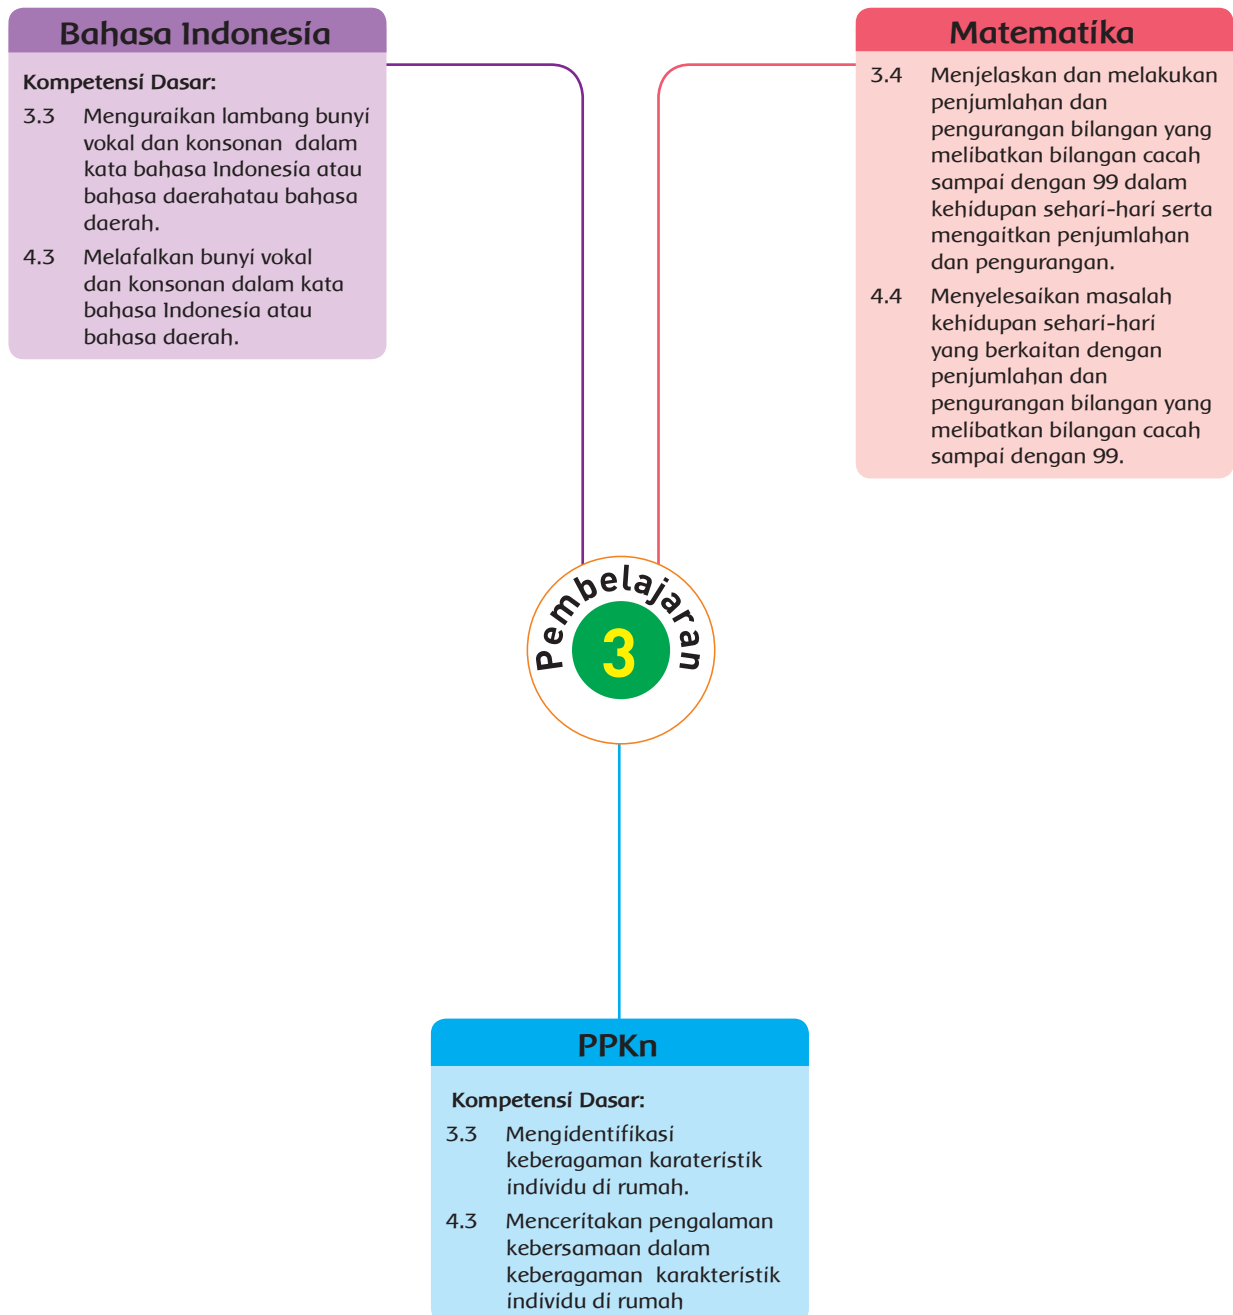 Bahasa Indonesia
Kompetensi Dasar:
3.3 Menguraikan lambang bunyi
vokal dan konsonan dalam
kata bahasa Indonesia atau
bahasa daerahatau bahasa
daerah.
4.3 Melafalkan bunyi vokal
dan konsonan dalam kata
bahasa Indonesia atau
bahasa daerah.
Matematika
3.4 Menjelaskan dan melakukan
penjumlahan dan
pengurangan bilangan yang
melibatkan bilangan cacah
sampai dengan 99 dalam
kehidupan sehari-hari serta
mengaitkan penjumlahan
dan pengurangan.
4.4 Menyelesaikan masalah
kehidupan sehari-hari
yang berkaitan dengan
penjumlahan dan
pengurangan bilangan yang
melibatkan bilangan cacah
sampai dengan 99.
Pembelajaran
3
PPKn
Kompetensi Dasar:
3.3 Mengidentifikasi
keberagaman karateristik
individu di rumah.
4.3 Menceritakan pengalaman
kebersamaan dalam
keberagaman karakteristik
individu di rumah